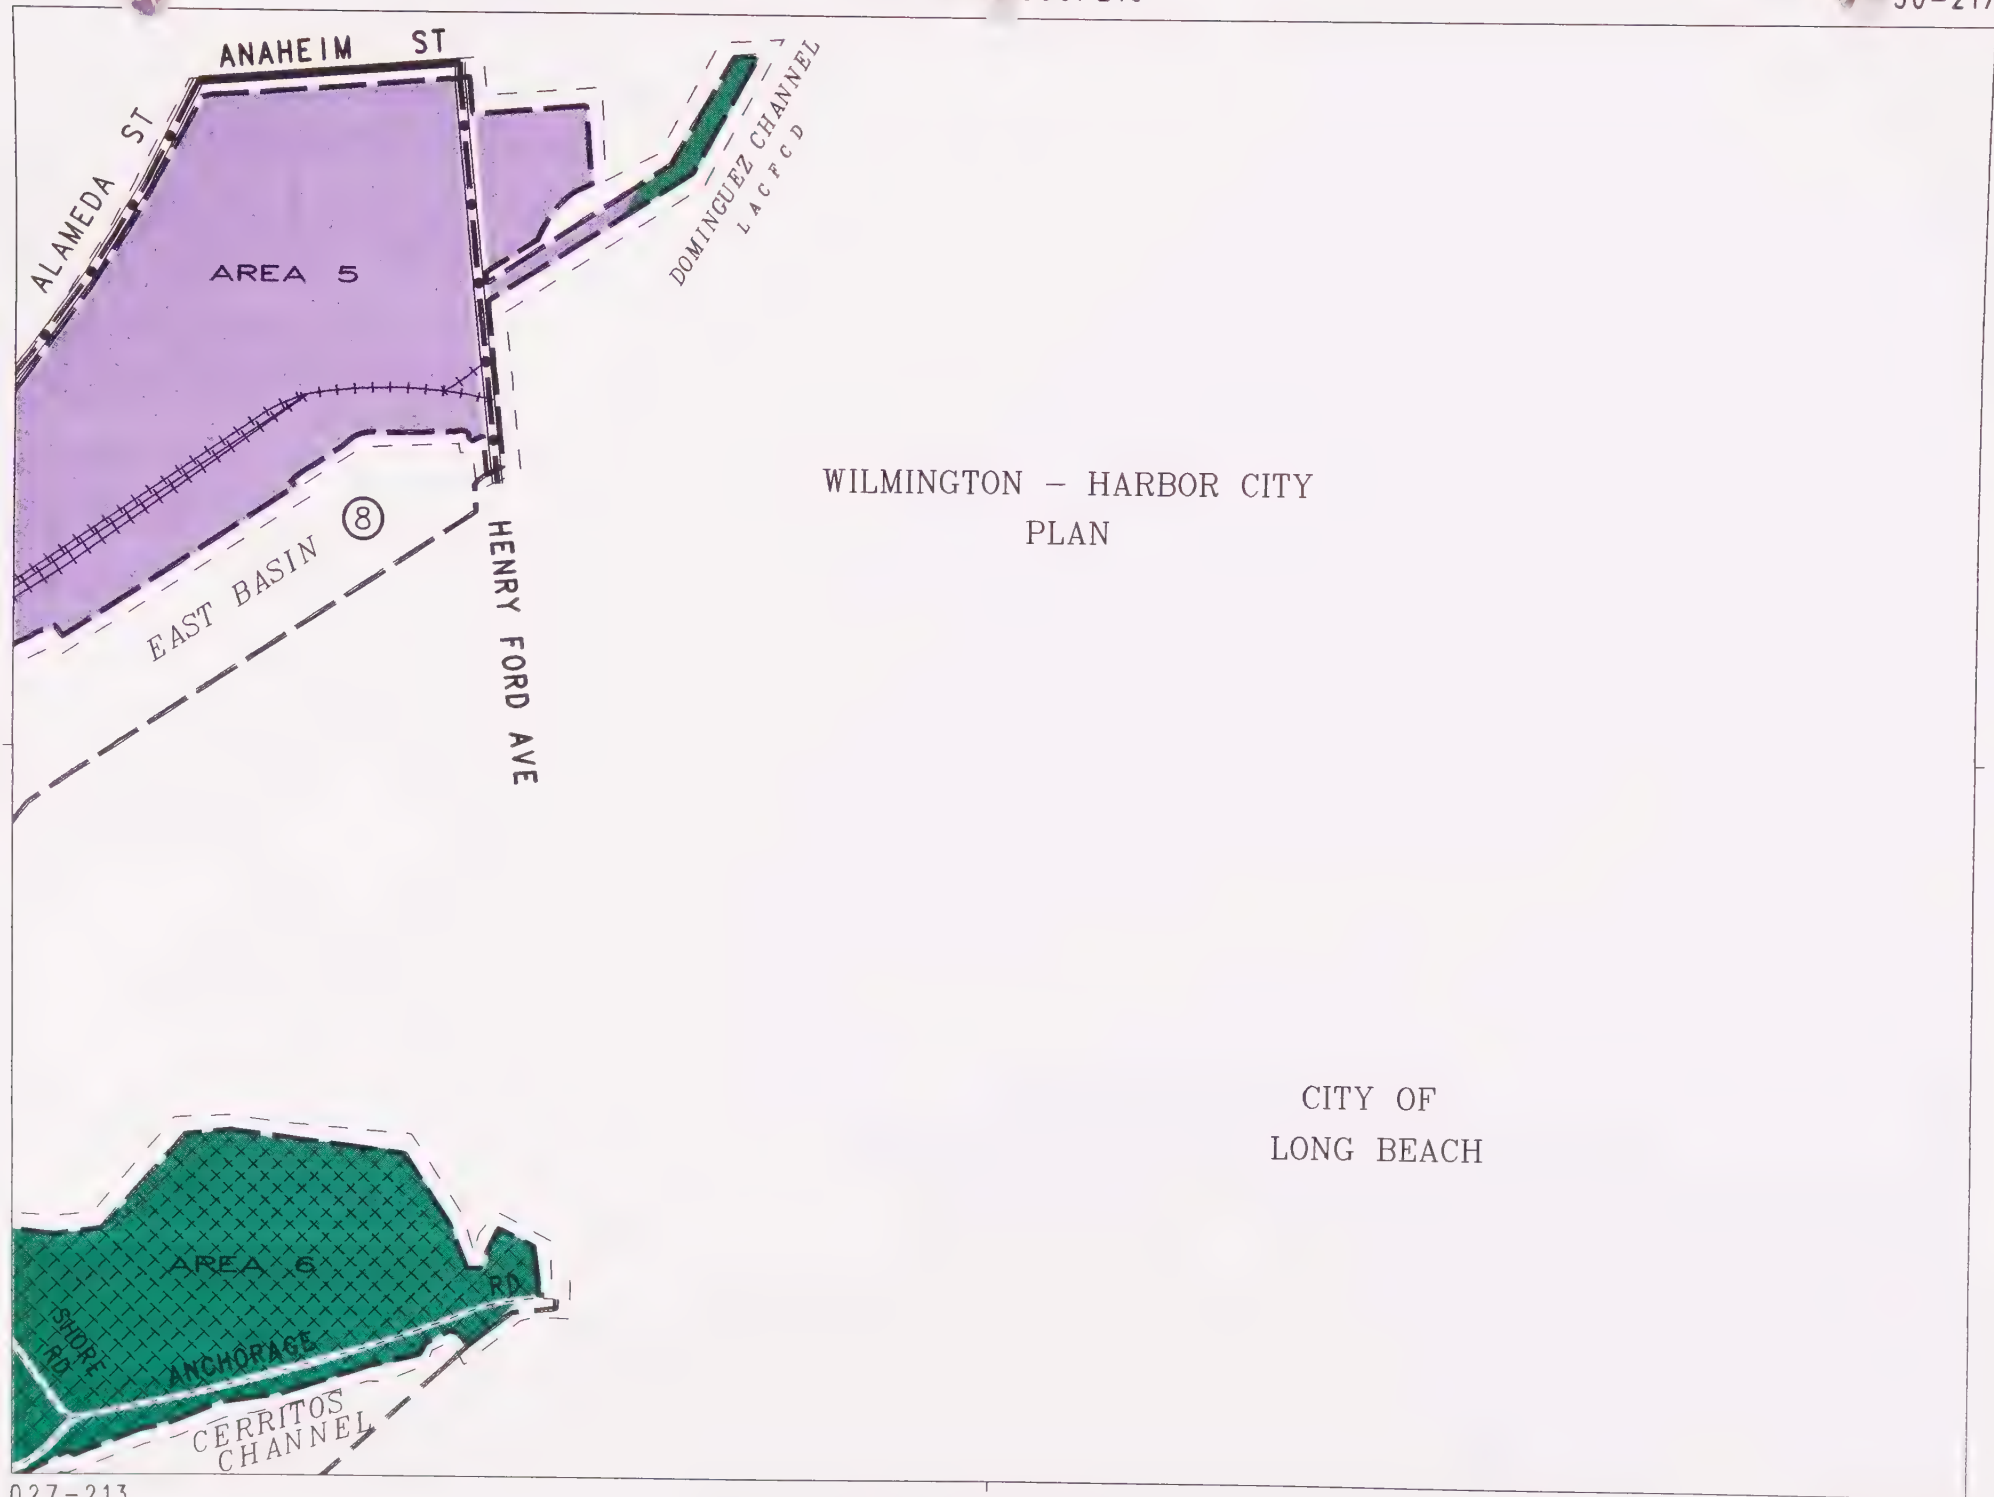 ANAHEIM ST
ALAMEDA ST
DOMINGUEZ CHANNEL
L A C F C D
AREA 5
WILMINGTON – HARBOR CITY
PLAN
8
EAST BASIN
HENRY FORD AVE
CITY OF
LONG BEACH
AREA 6
SHORE
RD
ANCHORAGE RD
CERRITOS
CHANNEL
027-213